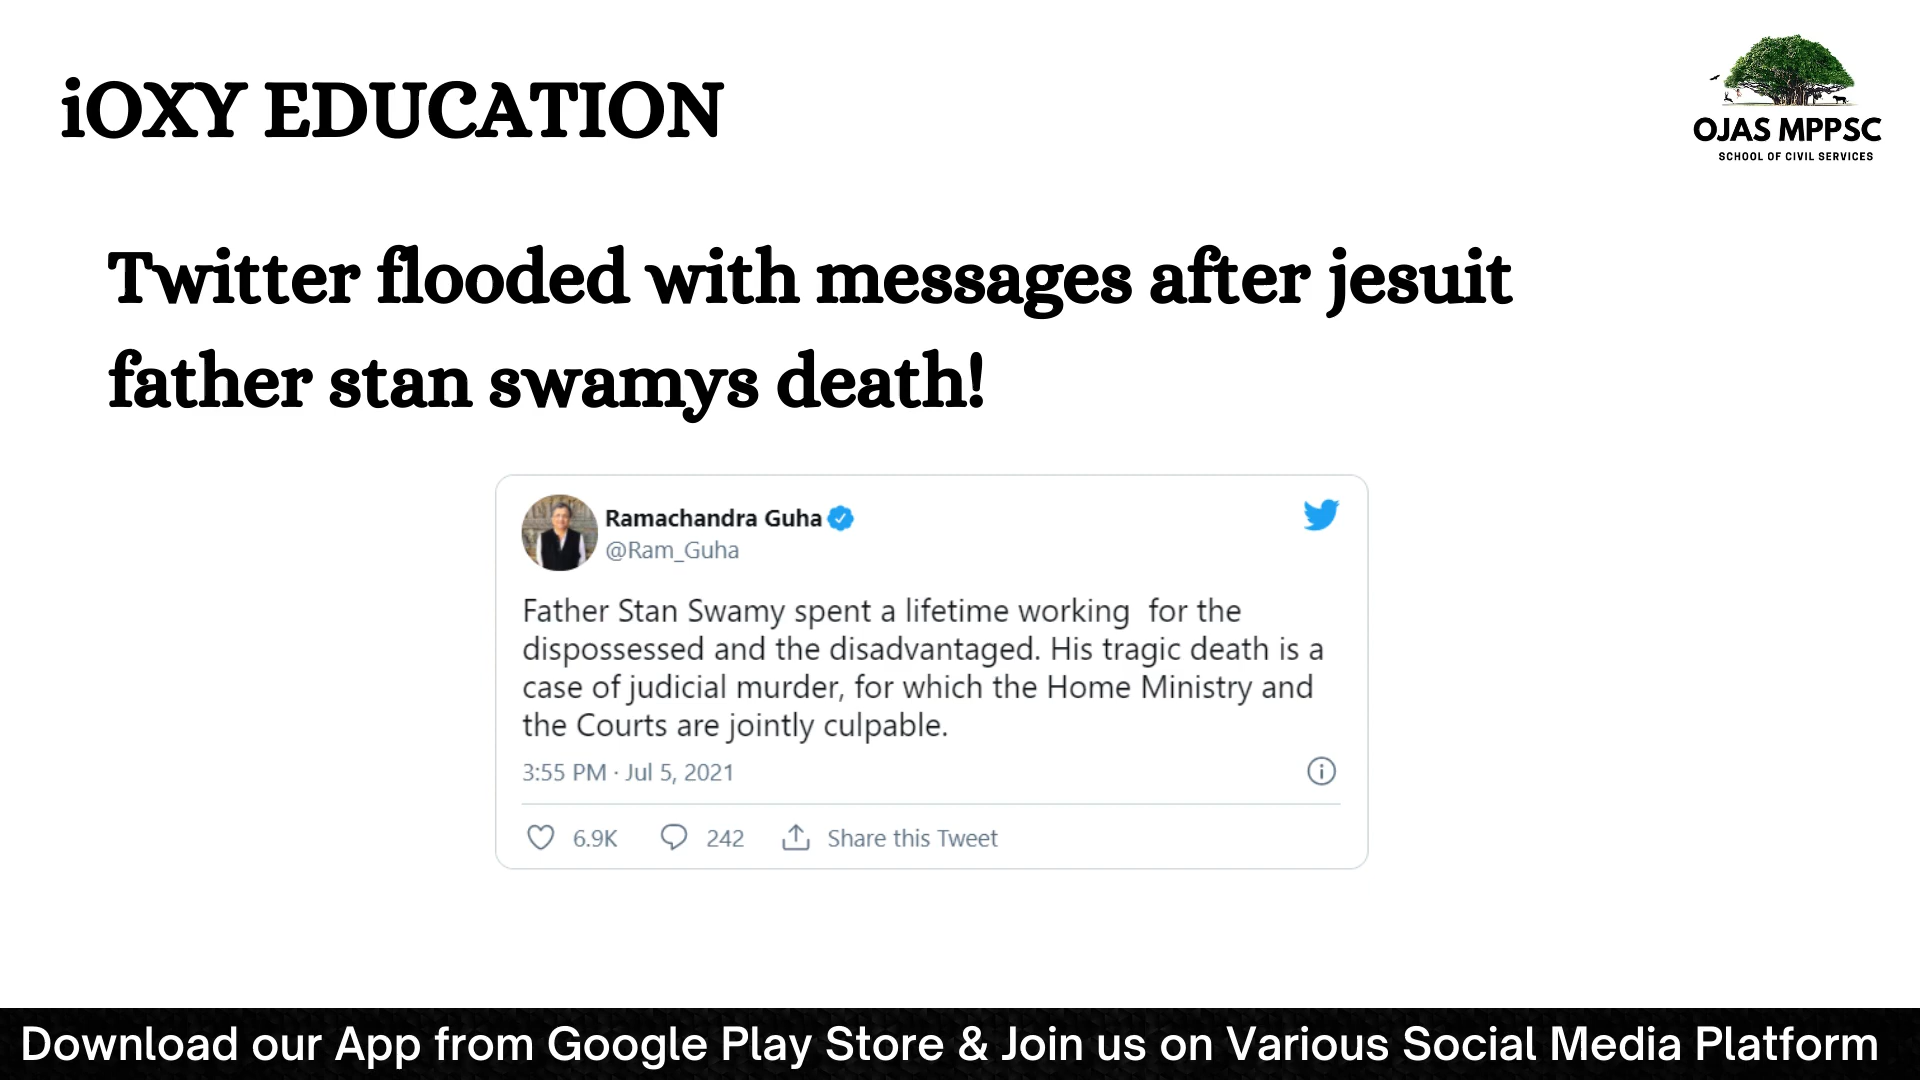 iOXY EDUCATION
OJAS MPPSC
SCHOOL OF CIVIL SERVICES
Twitter flooded with messages after jesuit
father stan swamys death!
Ramachandra Guha
@Ram_Guha
Father Stan Swamy spent a lifetime working  for the
dispossessed and the disadvantaged. His tragic death is a
case of judicial murder, for which the Home Ministry and
the Courts are jointly culpable.
3:55 PM · Jul 5, 2021
6.9K 242 Share this Tweet
Download our App from Google Play Store & Join us on Various Social Media Platform